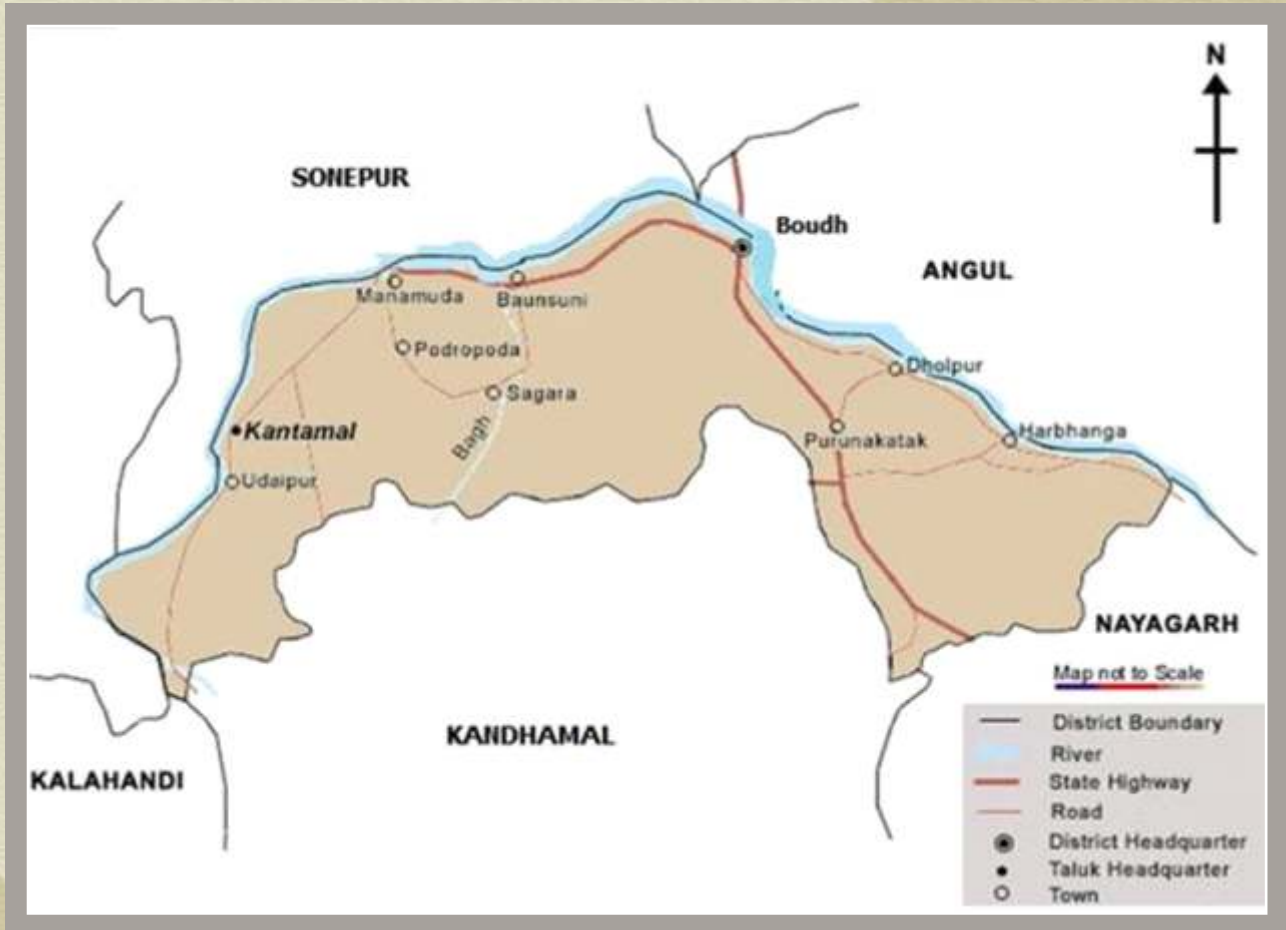 N
SONEPUR
Boudh
ANGUL
Manamuda
Baunsuni
Podropoda
Dholpur
Sagara
Kantamal
Bagh
Purunakatak
Harbhanga
Udaipur
NAYAGARH
Map not to Scale
KANDHAMAL
KALAHANDI
District Boundary
River
State Highway
Road
District Headquarter
Taluk Headquarter
Town